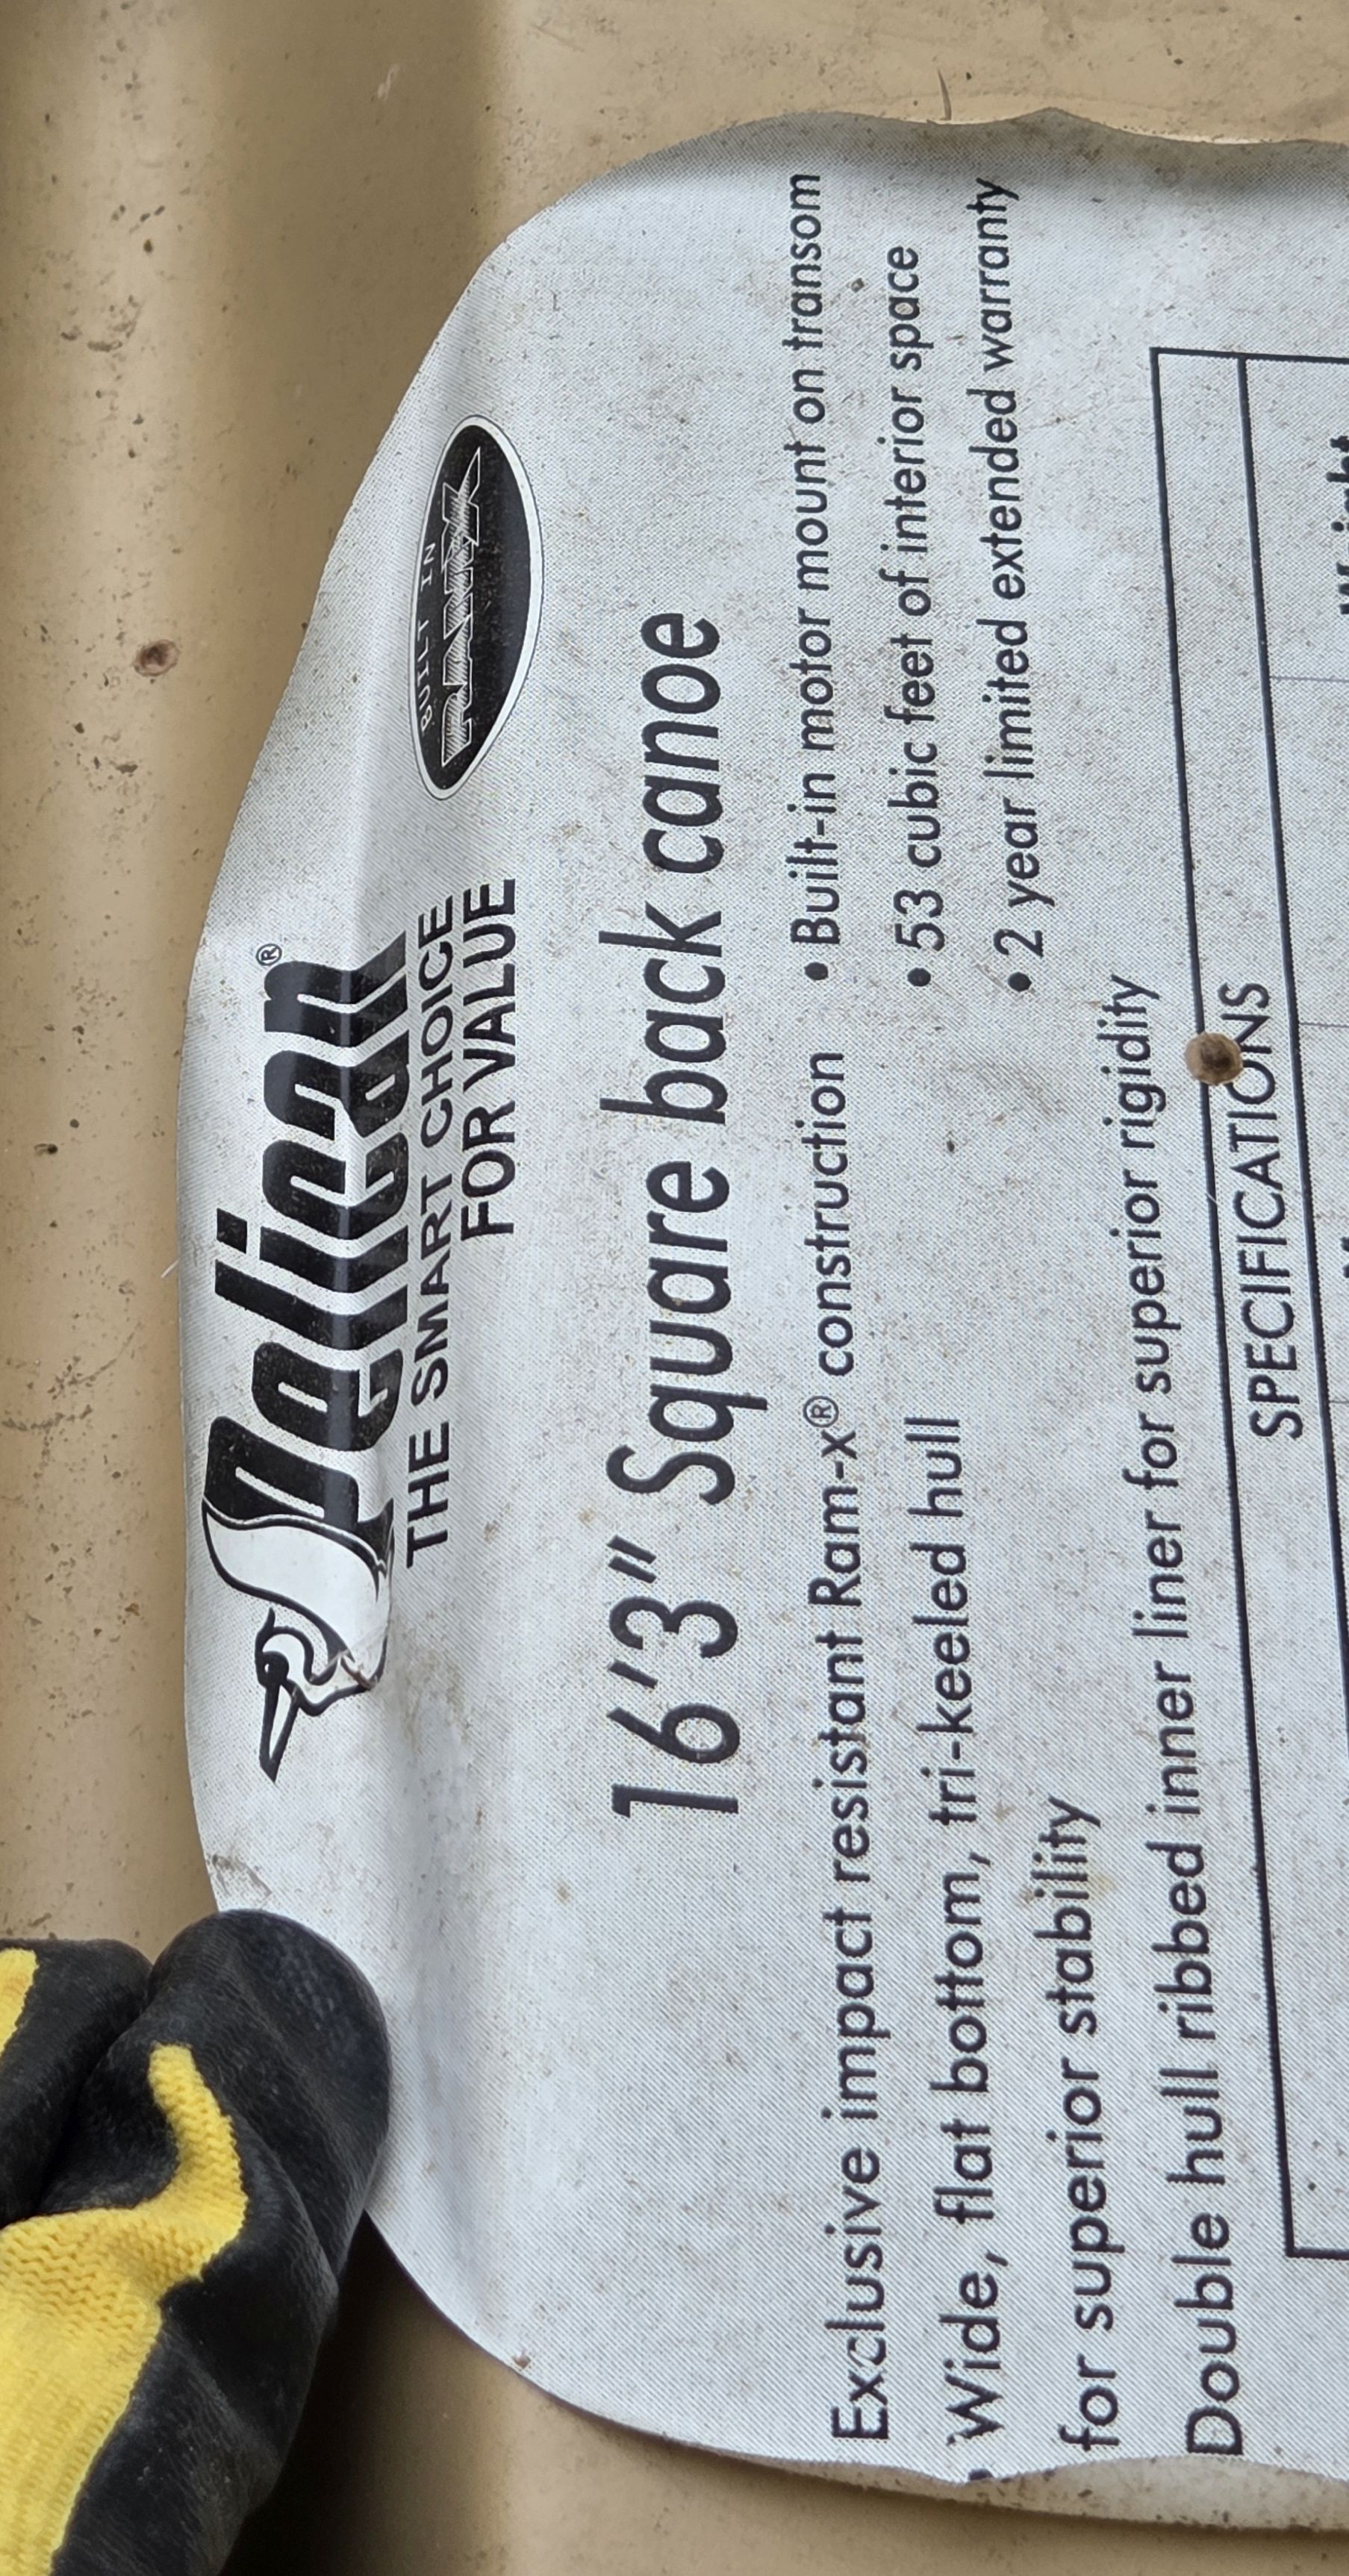 Pelican®
THE SMART CHOICE
FOR VALUE
BUILT IN
RAM-X
16'3" Square back canoe
Exclusive impact resistant Ram-x® construction
• Wide, flat bottom, tri-keeled hull
for superior stability
Double hull ribbed inner liner for superior rigidity
• Built-in motor mount on transom
• 53 cubic feet of interior space
• 2 year limited extended warranty
SPECIFICATIONS